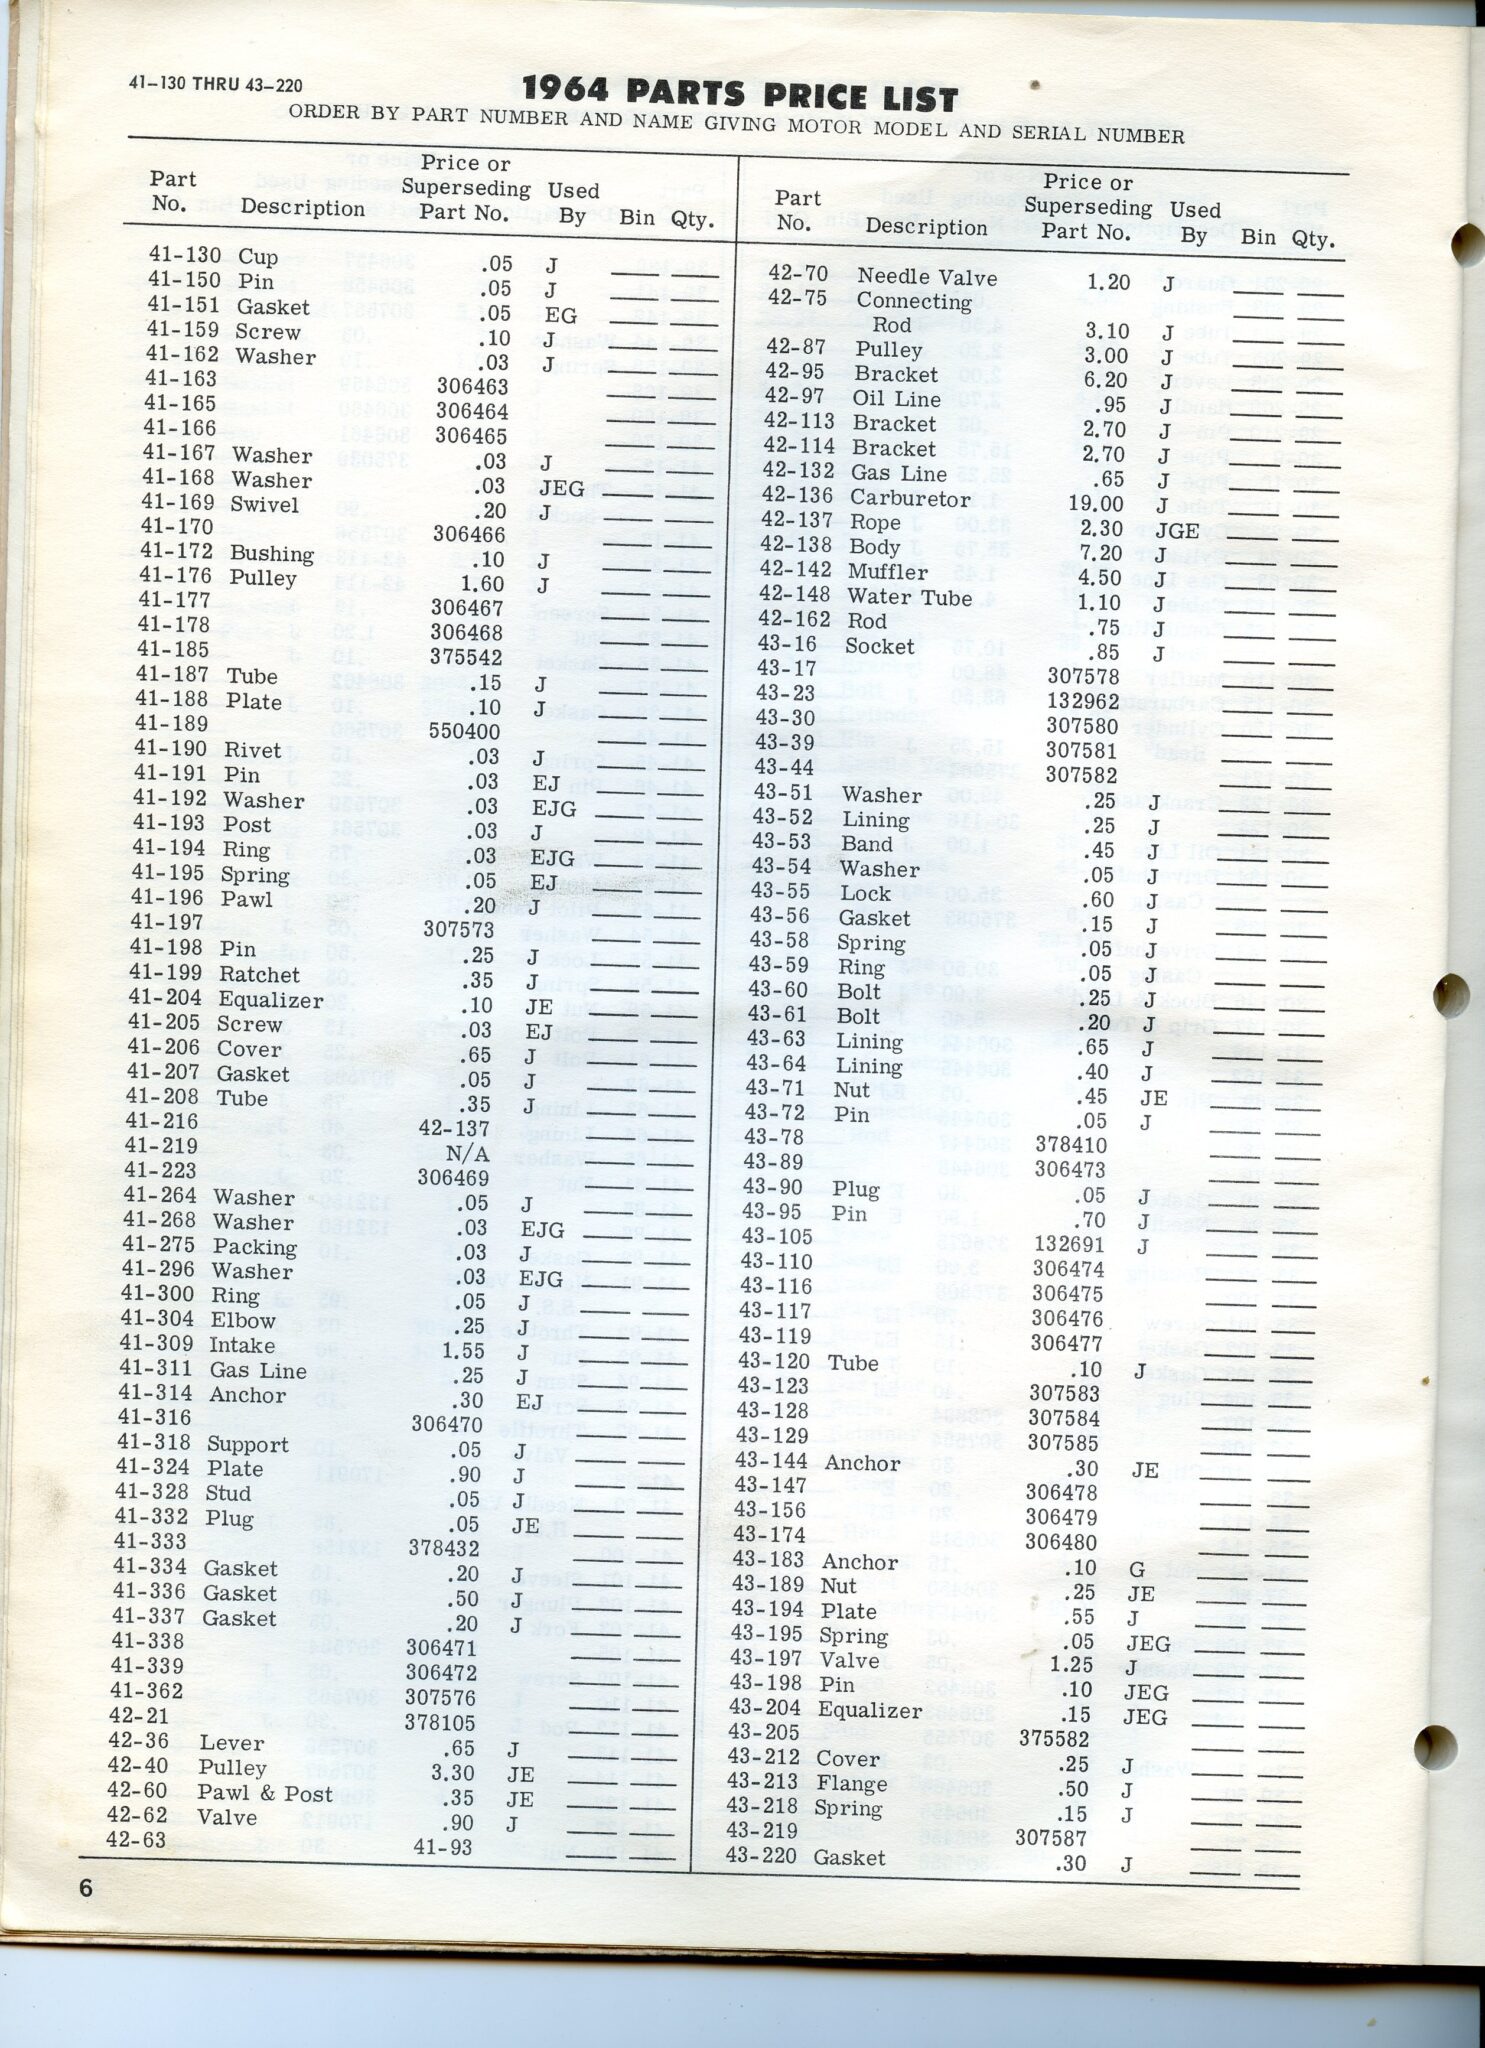 41-130 THRU 43-220
1964 PARTS PRICE LIST
ORDER BY PART NUMBER AND NAME GIVING MOTOR MODEL AND SERIAL NUMBER
Price or
Part Superseding Used
No. Description Part No. By Bin Qty.
41-130 Cup .05 J
41-150 Pin .05 J
41-151 Gasket .05 EG
41-159 Screw .10 J
41-162 Washer .03 J
41-163 306463
41-165 306464
41-166 306465
41-167 Washer .03 J
41-168 Washer .03 JEG
41-169 Swivel .20 J
41-170 306466
41-172 Bushing .10 J
41-176 Pulley 1.60 J
41-177 306467
41-178 306468
41-185 375542
41-187 Tube .15 J
41-188 Plate .10 J
41-189 550400
41-190 Rivet .03 J
41-191 Pin .03 EJ
41-192 Washer .03 EJG
41-193 Post .03 J
41-194 Ring .03 EJG
41-195 Spring .05 EJ
41-196 Pawl .20 J
41-197 307573
41-198 Pin .25 J
41-199 Ratchet .35 J
41-204 Equalizer .10 JE
41-205 Screw .03 EJ
41-206 Cover .65 J
41-207 Gasket .05 J
41-208 Tube .35 J
41-216 42-137
41-219 N/A
41-223 306469
41-264 Washer .05 J
41-268 Washer .03 EJG
41-275 Packing .03 J
41-296 Washer .03 EJG
41-300 Ring .05 J
41-304 Elbow .25 J
41-309 Intake 1.55 J
41-311 Gas Line .25 J
41-314 Anchor .30 EJ
41-316 306470
41-318 Support .05 J
41-324 Plate .90 J
41-328 Stud .05 J
41-332 Plug .05 JE
41-333 378432
41-334 Gasket .20 J
41-336 Gasket .50 J
41-337 Gasket .20 J
41-338 306471
41-339 306472
41-362 307576
42-21 378105
42-36 Lever .65 J
42-40 Pulley 3.30 JE
42-60 Pawl & Post .35 JE
42-62 Valve .90 J
42-63 41-93
Price or
Part Superseding Used
No. Description Part No. By Bin Qty.
42-70 Needle Valve 1.20 J
42-75 Connecting
Rod 3.10 J
42-87 Pulley 3.00 J
42-95 Bracket 6.20 J
42-97 Oil Line .95 J
42-113 Bracket 2.70 J
42-114 Bracket 2.70 J
42-132 Gas Line .65 J
42-136 Carburetor 19.00 J
42-137 Rope 2.30 JGE
42-138 Body 7.20 J
42-142 Muffler 4.50 J
42-148 Water Tube 1.10 J
42-162 Rod .75 J
43-16 Socket .85 J
43-17 307578
43-23 132962
43-30 307580
43-39 307581
43-44 307582
43-51 Washer .25 J
43-52 Lining .25 J
43-53 Band .45 J
43-54 Washer .05 J
43-55 Lock .60 J
43-56 Gasket .15 J
43-58 Spring .05 J
43-59 Ring .05 J
43-60 Bolt .25 J
43-61 Bolt .20 J
43-63 Lining .65 J
43-64 Lining .40 J
43-71 Nut .45 JE
43-72 Pin .05 J
43-78 378410
43-89 306473
43-90 Plug .05 J
43-95 Pin .70 J
43-105 132691 J
43-110 306474
43-116 306475
43-117 306476
43-119 306477
43-120 Tube .10 J
43-123 307583
43-128 307584
43-129 307585
43-144 Anchor .30 JE
43-147 306478
43-156 306479
43-174 306480
43-183 Anchor .10 G
43-189 Nut .25 JE
43-194 Plate .55 J
43-195 Spring .05 JEG
43-197 Valve 1.25 J
43-198 Pin .10 JEG
43-204 Equalizer .15 JEG
43-205 375582
43-212 Cover .25 J
43-213 Flange .50 J
43-218 Spring .15 J
43-219 307587
43-220 Gasket .30 J
6